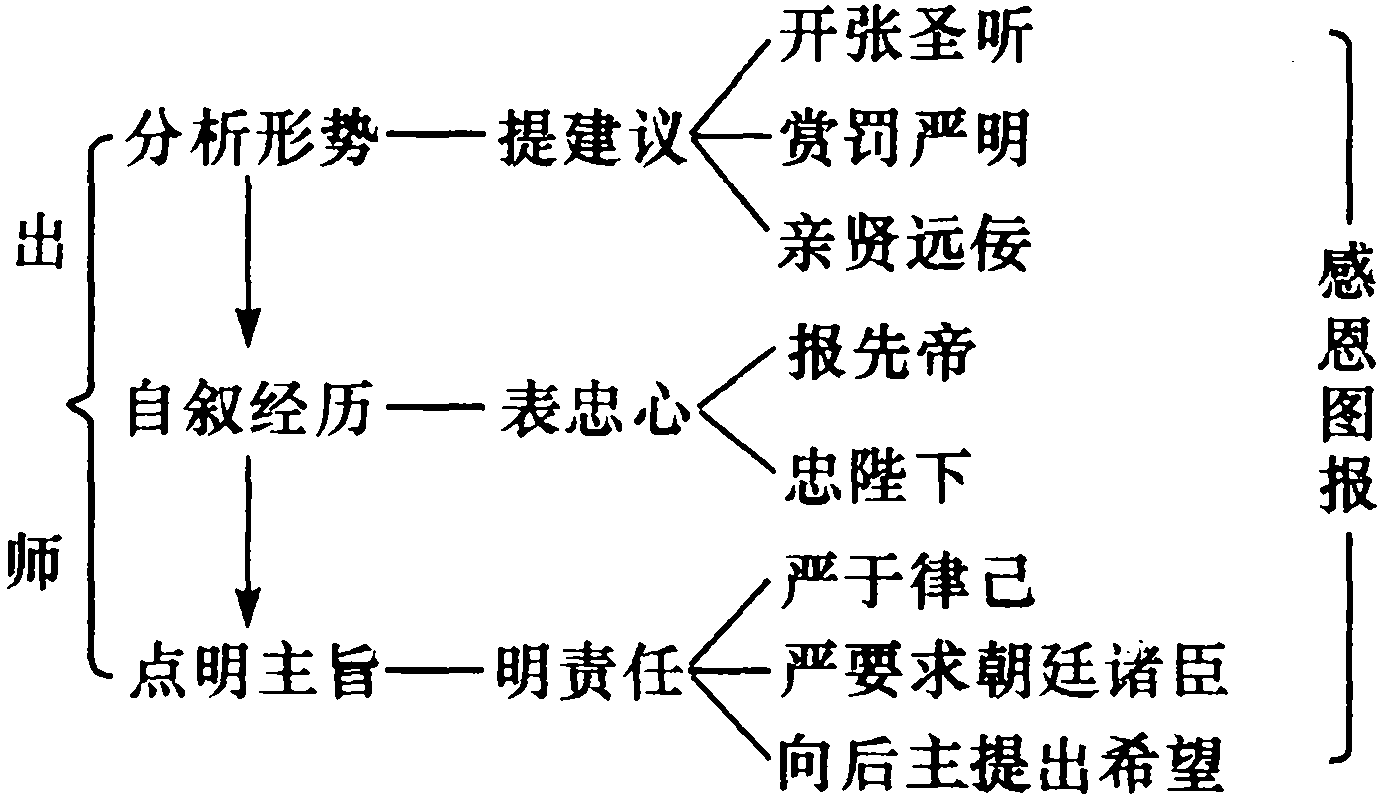 出师
分析形势
提建议
开张圣听
赏罚严明
亲贤远佞
自叙经历
表忠心
报先帝
忠陛下
点明主旨
明责任
严于律己
严要求朝廷诸臣
向后主提出希望
感恩图报